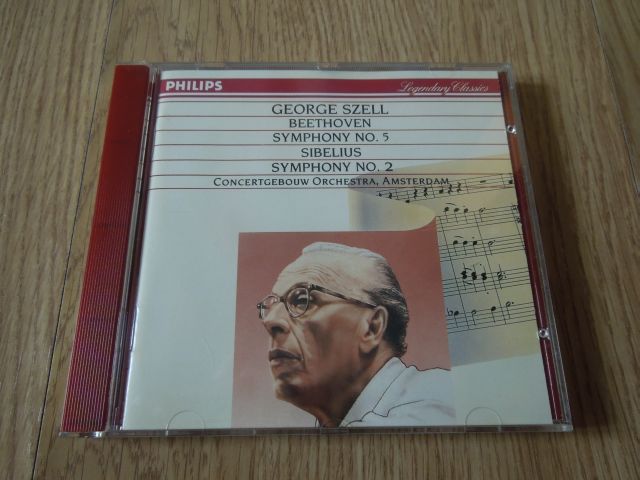 PHILIPS
Legendary Classics
GEORGE SZELL
BEETHOVEN
SYMPHONY NO. 5
SIBELIUS
SYMPHONY NO. 2
CONCERTGEBOUW ORCHESTRA, AMSTERDAM